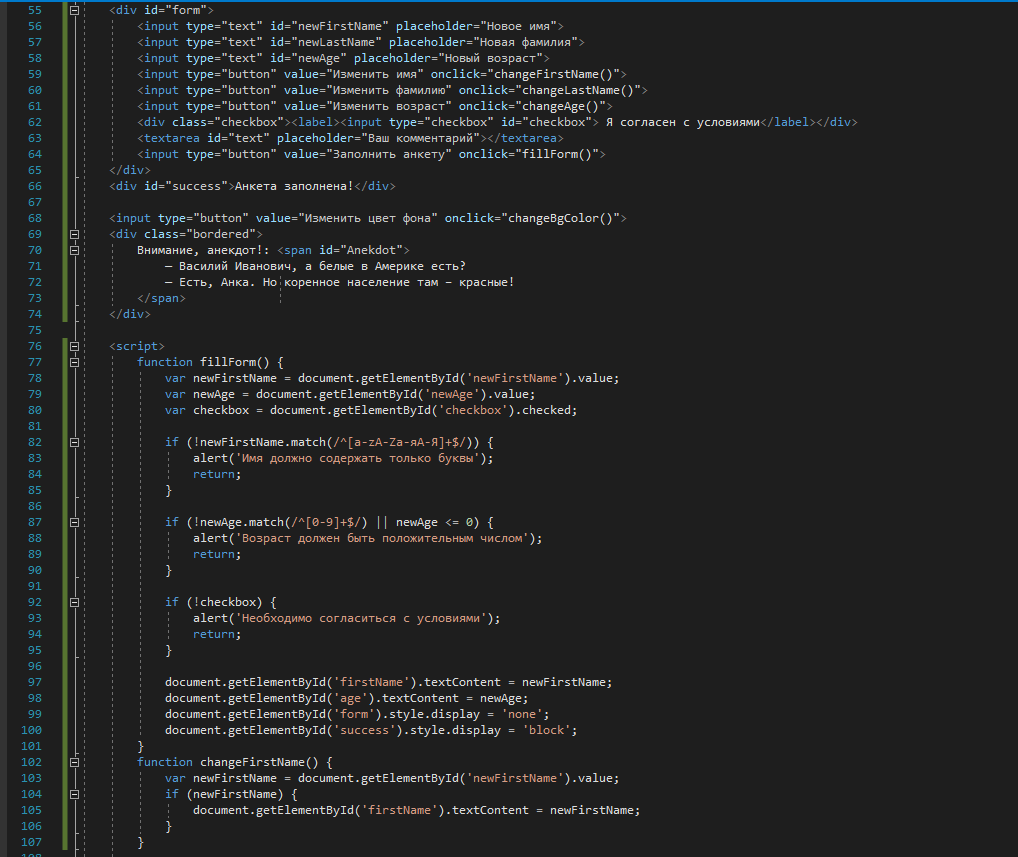 55 <div id="form">
56 <input type="text" id="newFirstName" placeholder="Новое имя">
57 <input type="text" id="newLastName" placeholder="Новая фамилия">
58 <input type="text" id="newAge" placeholder="Новый возраст">
59 <input type="button" value="Изменить имя" onclick="changeFirstName()">
60 <input type="button" value="Изменить фамилию" onclick="changeLastName()">
61 <input type="button" value="Изменить возраст" onclick="changeAge()">
62 <div class="checkbox"><label><input type="checkbox" id="checkbox"> Я согласен с условиями</label></div>
63 <textarea id="text" placeholder="Ваш комментарий"></textarea>
64 <input type="button" value="Заполнить анкету" onclick="fillForm()">
65 </div>
66 <div id="success">Анкета заполнена!</div>
67
68 <input type="button" value="Изменить цвет фона" onclick="changeBgColor()">
69 <div class="bordered">
70 Внимание, анекдот!: <span id="Anekdot">
71 — Василий Иванович, а белые в Америке есть?
72 — Есть, Анка. Но коренное население там – красные!
73 </span>
74 </div>
75
76 <script>
77 function fillForm() {
78 var newFirstName = document.getElementById('newFirstName').value;
79 var newAge = document.getElementById('newAge').value;
80 var checkbox = document.getElementById('checkbox').checked;
81
82 if (!newFirstName.match(/^[a-zA-Zа-яА-Я]+$/)) {
83 alert('Имя должно содержать только буквы');
84 return;
85 }
86
87 if (!newAge.match(/^[0-9]+$/) || newAge <= 0) {
88 alert('Возраст должен быть положительным числом');
89 return;
90 }
91
92 if (!checkbox) {
93 alert('Необходимо согласиться с условиями');
94 return;
95 }
96
97 document.getElementById('firstName').textContent = newFirstName;
98 document.getElementById('age').textContent = newAge;
99 document.getElementById('form').style.display = 'none';
100 document.getElementById('success').style.display = 'block';
101 }
102 function changeFirstName() {
103 var newFirstName = document.getElementById('newFirstName').value;
104 if (newFirstName) {
105 document.getElementById('firstName').textContent = newFirstName;
106 }
107 }